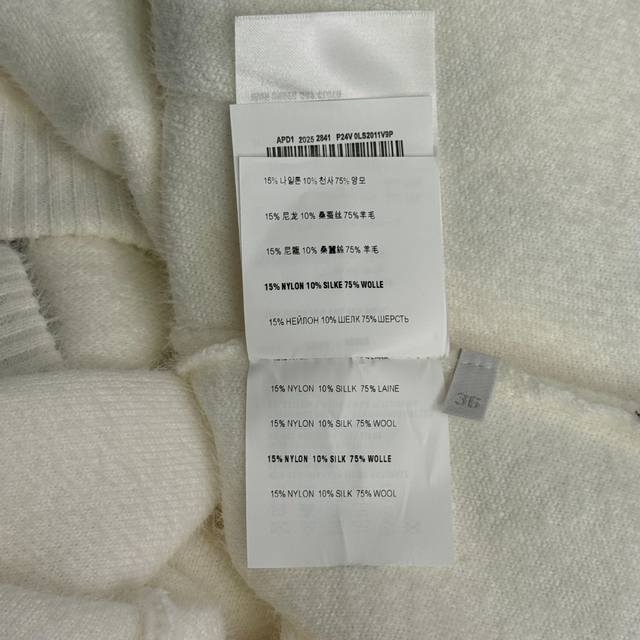 APD1 2025 2841 P24V 0LS2011V9P
15% 나일론 10% 천사 75% 양모
15% 尼龙 10% 桑蚕丝 75% 羊毛
15% 尼龍 10% 桑蠶絲 75% 羊毛
15% NYLON 10% SILKE 75% WOLLE
15% НЕЙЛОН 10% ШЕЛК 75% ШЕРСТЬ
15% NYLON 10% SILLK 75% LAINE
15% NYLON 10% SILK 75% WOOL
15% NYLON 10% SILK 75% WOLLE
15% NYLON 10% SILK 75% WOOL
36